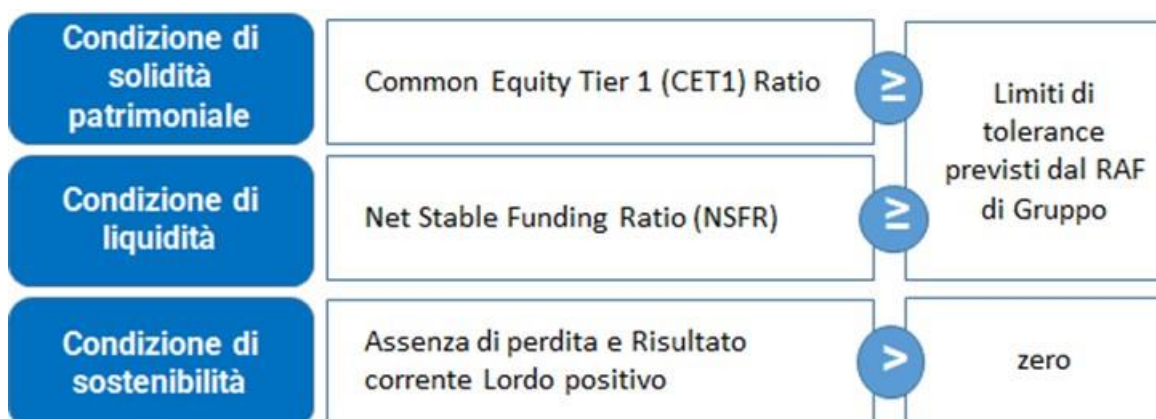 Condizione di
solidità
patrimoniale
Common Equity Tier 1 (CET1) Ratio
≥
Limiti di
tolerance
previsti dal RAF
di Gruppo
Condizione di
liquidità
Net Stable Funding Ratio (NSFR)
≥
Condizione di
sostenibilità
Assenza di perdita e Risultato
corrente Lordo positivo
>
zero